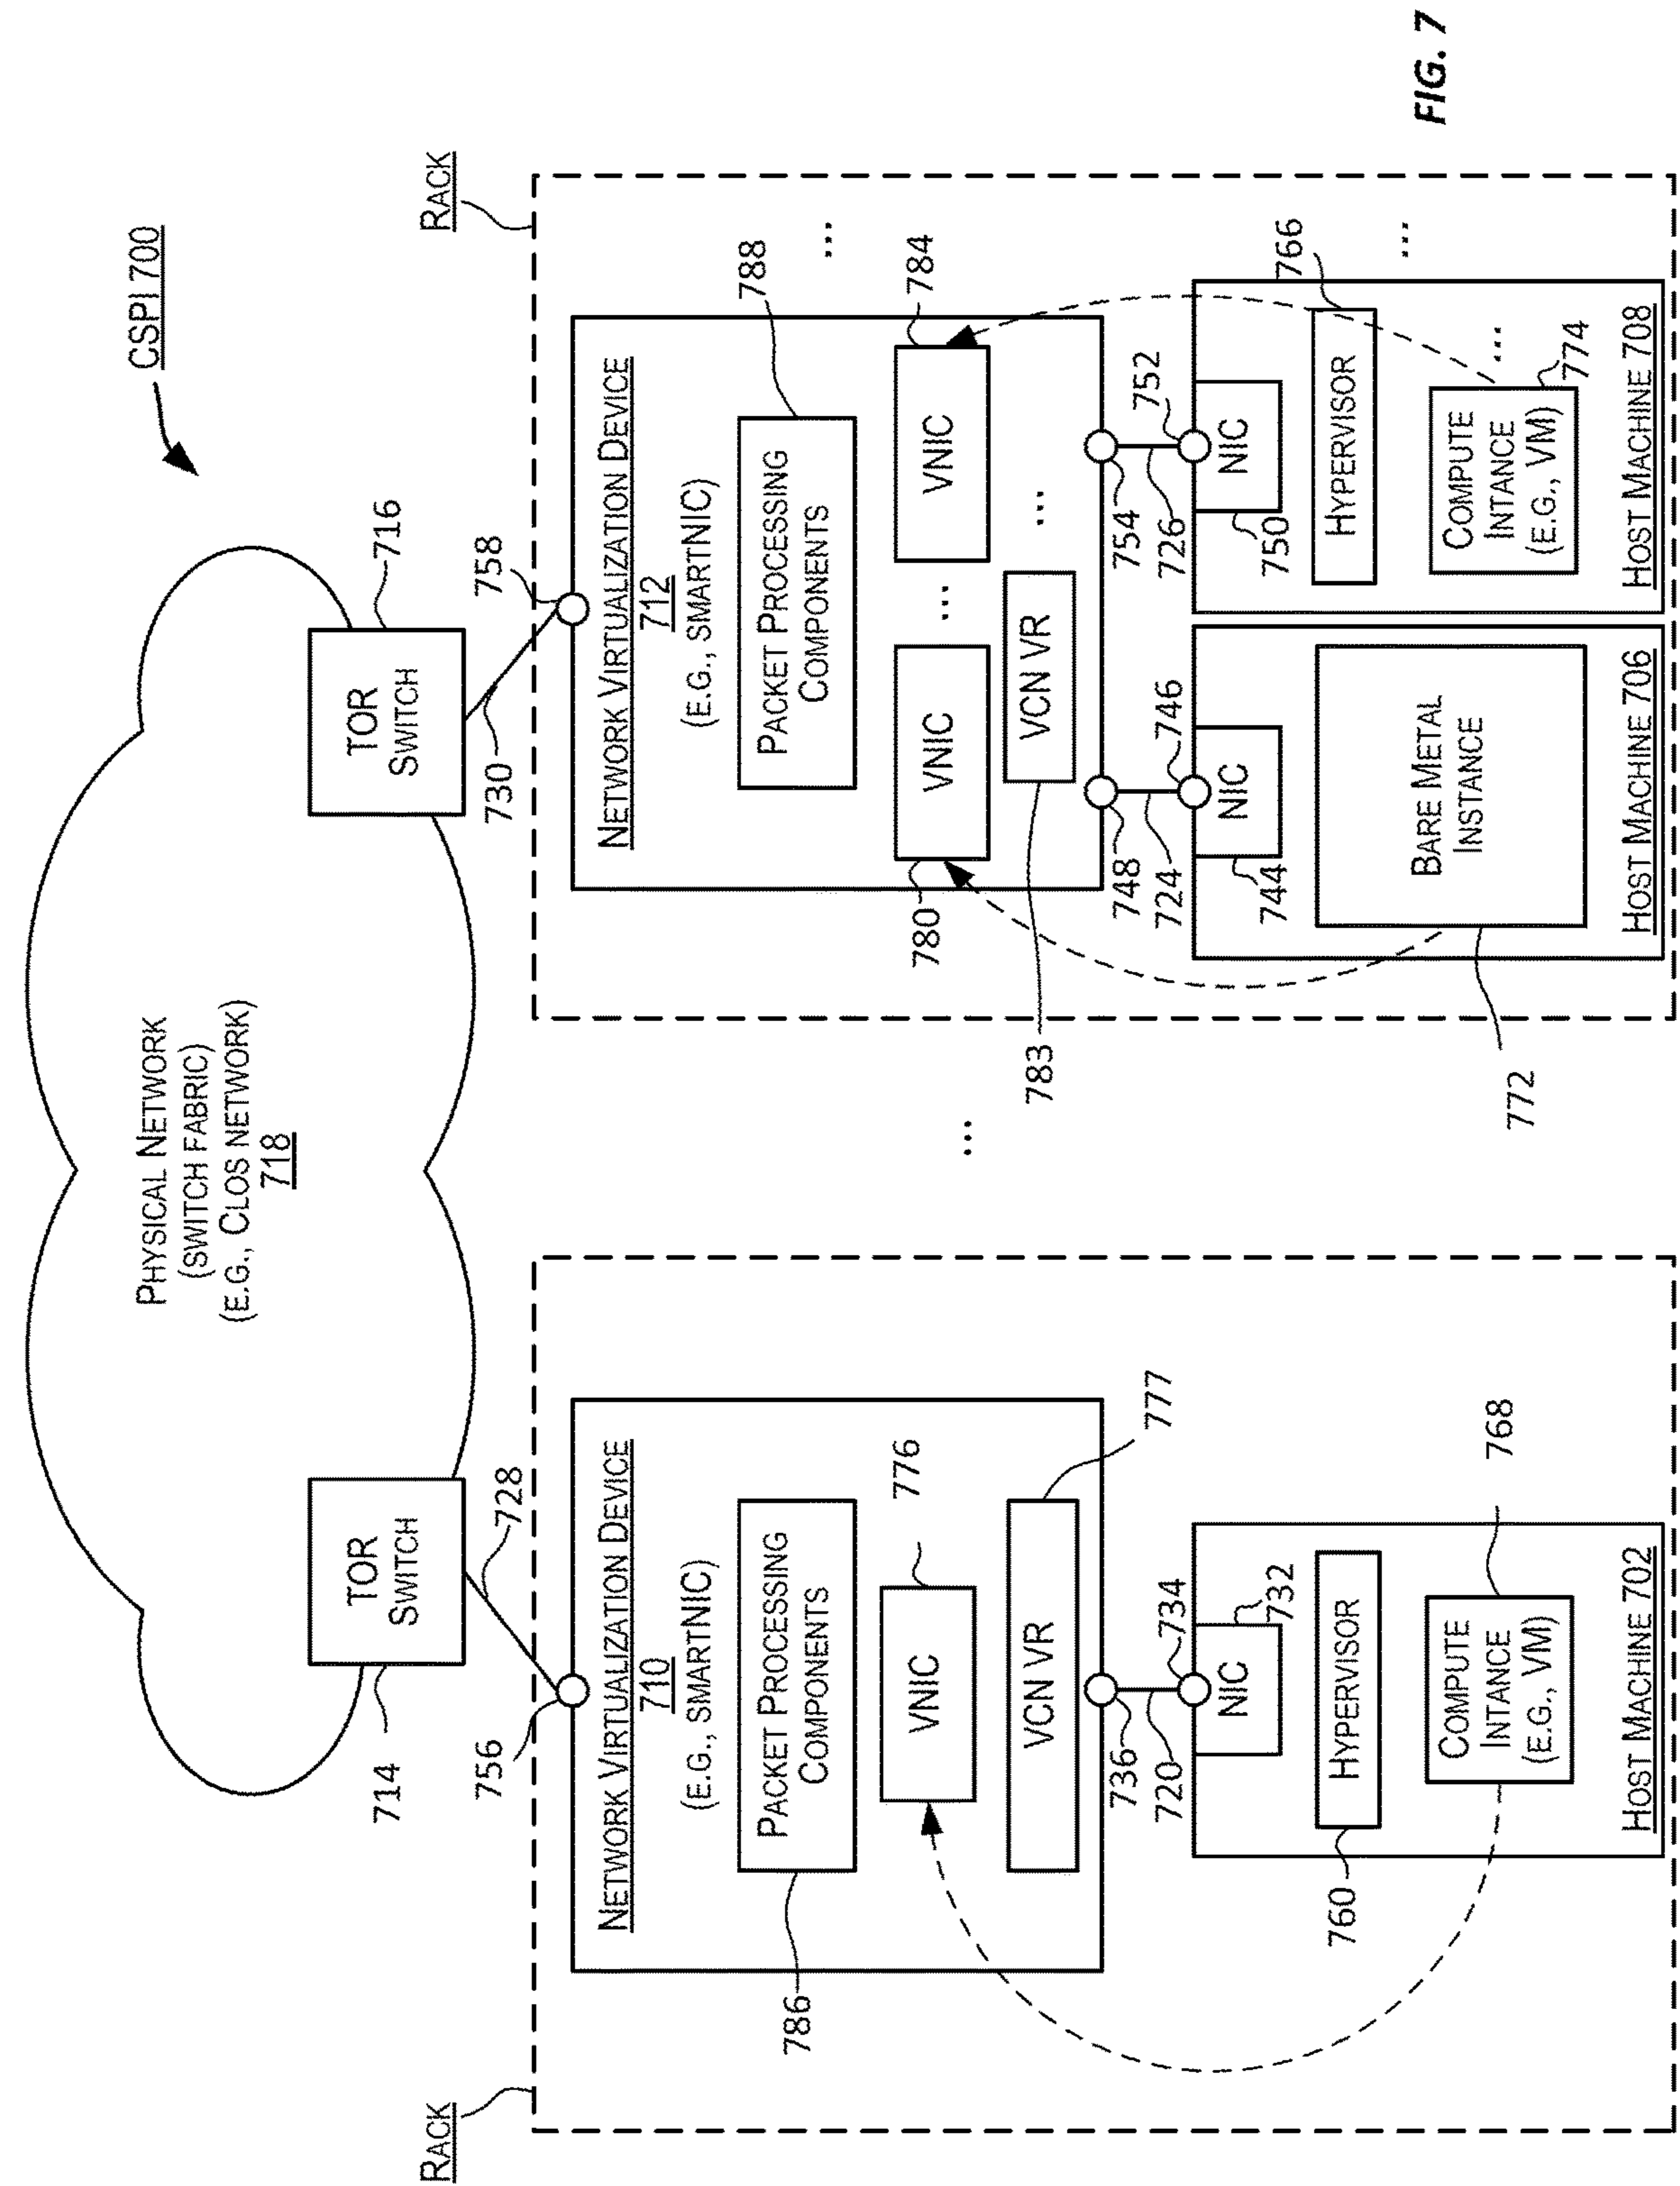 CSPI 700
PHYSICAL NETWORK
(SWITCH FABRIC)
(E.G., CLOS NETWORK)
718
714
TOR
SWITCH
TOR
SWITCH
716
RACK
756
728
730
758
RACK
NETWORK VIRTUALIZATION DEVICE
710
(E.G., SMARTNIC)
PACKET PROCESSING
COMPONENTS
786
VNIC
776
VCN VR
777
736
720
734
NIC
732
HYPERVISOR
760
COMPUTE
INTANCE
(E.G., VM)
768
HOST MACHINE 702
...
NETWORK VIRTUALIZATION DEVICE
712
(E.G., SMARTNIC)
PACKET PROCESSING
COMPONENTS
788
...
780
VNIC
...
VNIC
784
783
VCN VR
...
748
724
746
754
726
752
744
NIC
BARE METAL
INSTANCE
772
HOST MACHINE 706
750
NIC
HYPERVISOR
766
...
COMPUTE
INTANCE
(E.G., VM)
...
774
HOST MACHINE 708
FIG. 7